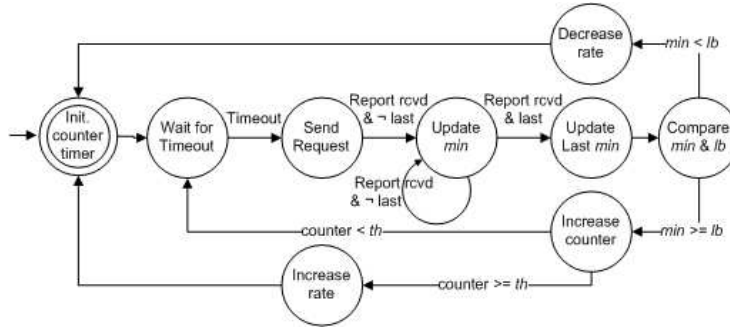 Decrease
rate
min < lb
Init.
counter
timer
Wait for
Timeout
Timeout
Send
Request
Report rcvd
& ¬ last
Update
min
Report rcvd
& last
Update
Last min
Compare
min & lb
Report rcvd
& ¬ last
counter < th
Increase
counter
min >= lb
Increase
rate
counter >= th